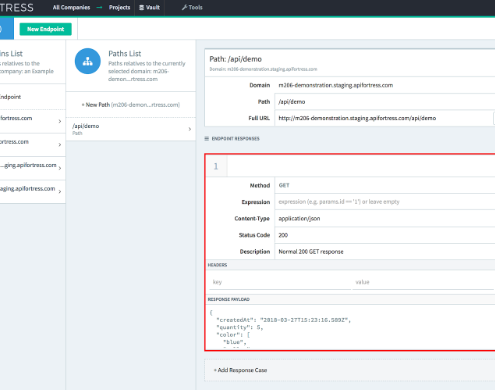 TRESS
All Companies → Projects
Vault
Tools
New Endpoint
ns List
s relatives to the
company: an Example
ndpoint
fortress.com
rtress.com
...ging.apifortress.com
aging.apifortress.com
Paths List
Paths relatives to the currently
selected domain: m206-
demon...rtress.com
+ New Path (m206-demon...rtress.com)
/api/demo
Path
Path: /api/demo
Domain: m206-demonstration.staging.apifortress.com
Domain m206-demonstration.staging.apifortress.com
Path /api/demo
Full URL http://m206-demonstration.staging.apifortress.com/api/demo
ENDPOINT RESPONSES
1
Method GET
Expression expression (e.g. params.id == '1') or leave empty
Content-Type application/json
Status Code 200
Description Normal 200 GET response
HEADERS
key value
RESPONSE PAYLOAD
{
"createdAt": "2018-03-27T15:23:16.589Z",
"quantity": 5,
"color": [
"blue",
+ Add Response Case